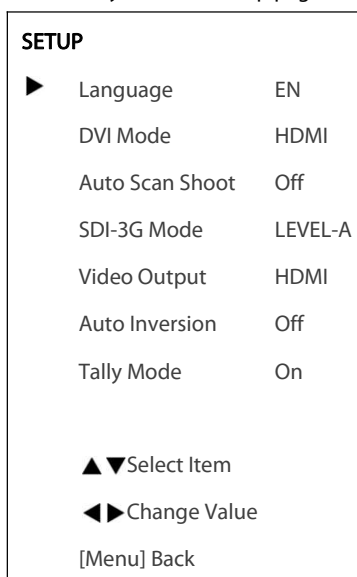 SETUP
▶ Language EN
DVI Mode HDMI
Auto Scan Shoot Off
SDI-3G Mode LEVEL-A
Video Output HDMI
Auto Inversion Off
Tally Mode On
▲▼Select Item
◀▶Change Value
[Menu] Back